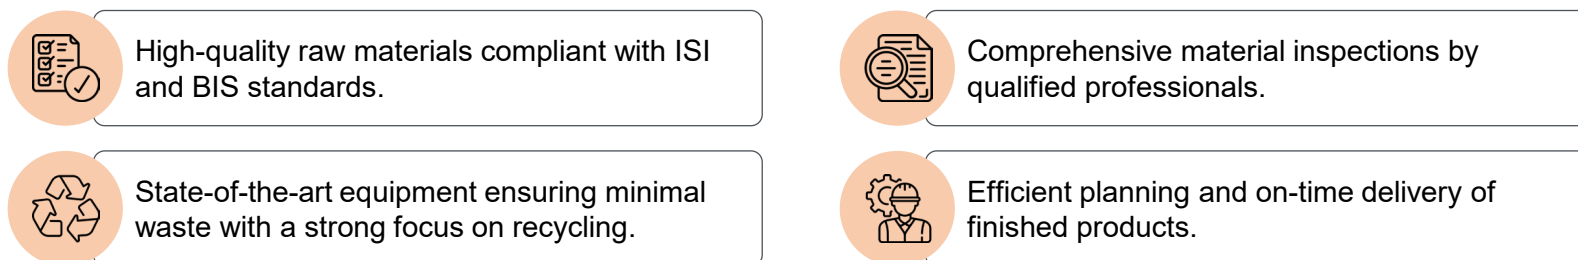 High-quality raw materials compliant with ISI
and BIS standards.
Comprehensive material inspections by
qualified professionals.
State-of-the-art equipment ensuring minimal
waste with a strong focus on recycling.
Efficient planning and on-time delivery of
finished products.